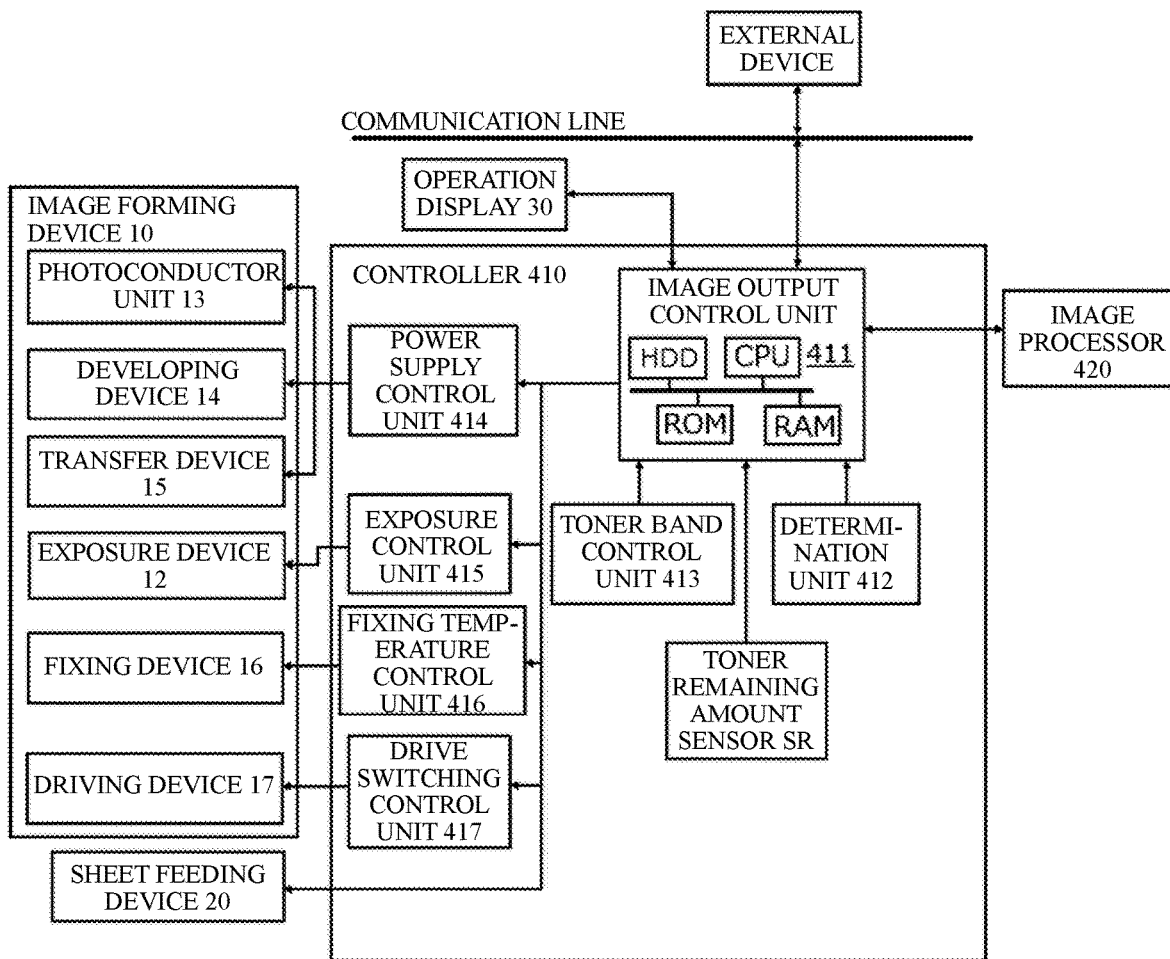 EXTERNAL
DEVICE
COMMUNICATION LINE
OPERATION
DISPLAY 30
IMAGE FORMING
DEVICE 10
PHOTOCONDUCTOR
UNIT 13
DEVELOPING
DEVICE 14
TRANSFER DEVICE
15
EXPOSURE DEVICE
12
FIXING DEVICE 16
DRIVING DEVICE 17
SHEET FEEDING
DEVICE 20
CONTROLLER 410
POWER
SUPPLY
CONTROL
UNIT 414
EXPOSURE
CONTROL
UNIT 415
FIXING TEMP-
ERATURE
CONTROL
UNIT 416
DRIVE
SWITCHING
CONTROL
UNIT 417
IMAGE OUTPUT
CONTROL UNIT
HDD CPU 411
ROM RAM
TONER BAND
CONTROL
UNIT 413
DETERMI-
NATION
UNIT 412
TONER
REMAINING
AMOUNT
SENSOR SR
IMAGE
PROCESSOR
420